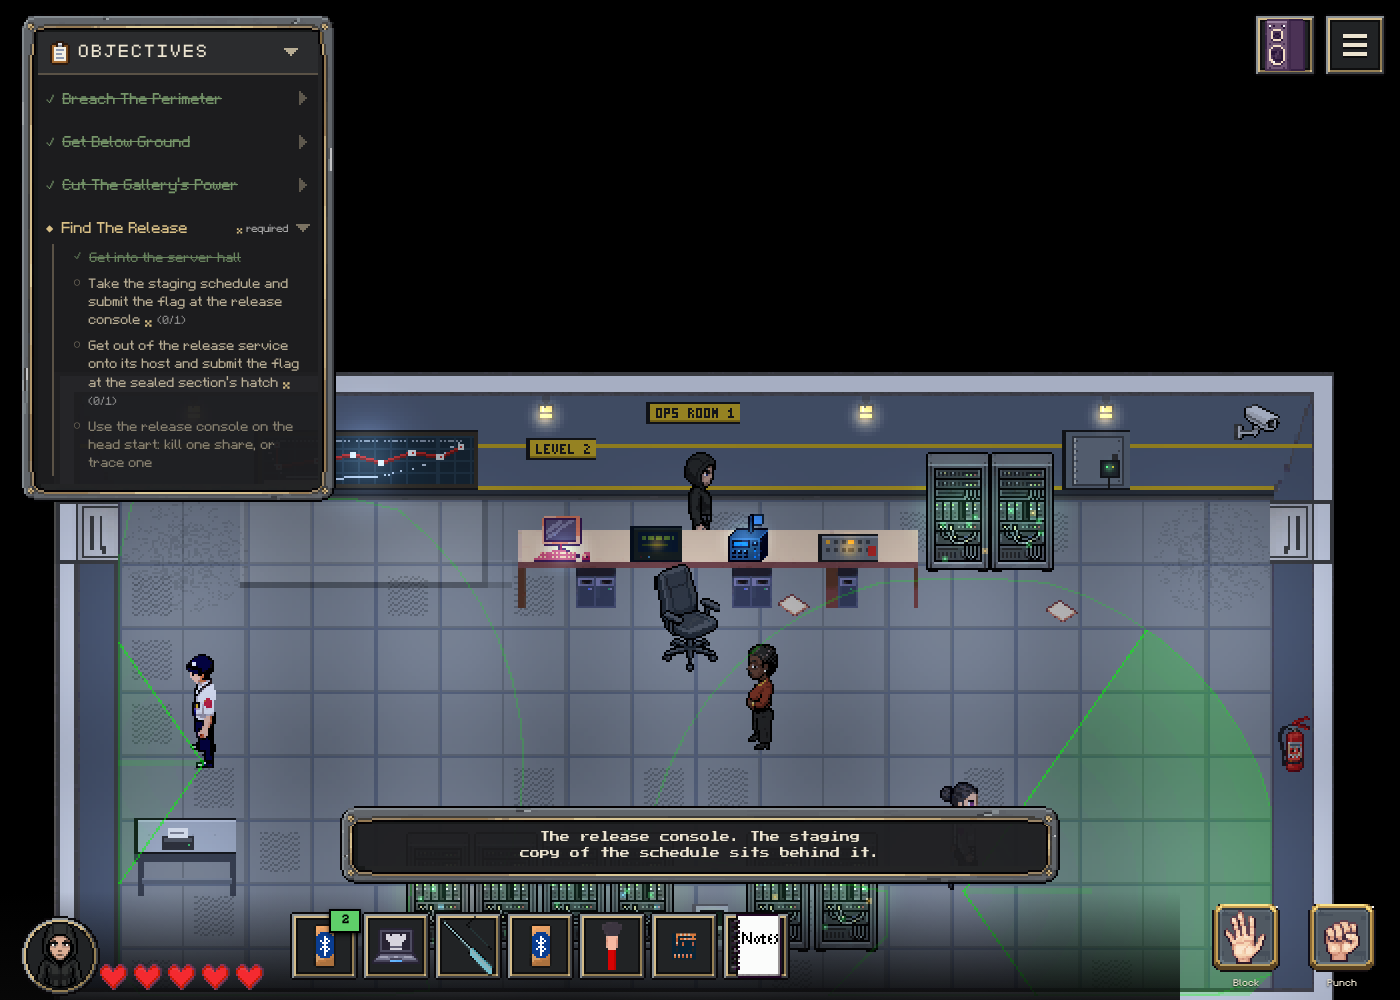 OBJECTIVES
Breach The Perimeter
Get Below Ground
Cut The Gallery's Power
Find The Release
required
Get into the server hall
Take the staging schedule and
submit the flag at the release
console (0/1)
Get out of the release service
onto its host and submit the flag
at the sealed section's hatch
(0/1)
Use the release console on the
head start: kill one share, or
trace one
OPS ROOM 1
LEVEL 2
The release console. The staging
copy of the schedule sits behind it.
2
Notes
Block
Punch